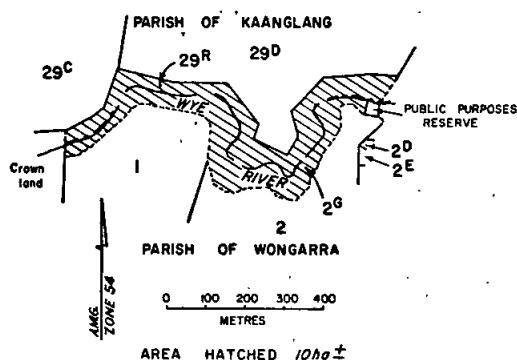 PARISH OF KAANGLANG
29C
29R
29D
WYE
PUBLIC PURPOSES
RESERVE
Crown
land
1
2D
2E
RIVER
2G
2
PARISH OF WONGARRA
A.M.G.
ZONE 54
0 100 200 300 400
METRES
AREA HATCHED 10ha ±